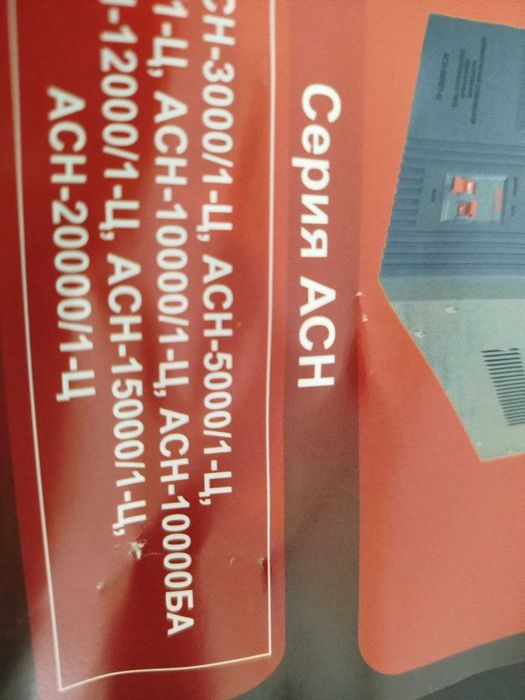 Серия АСН
СН-3000/1-Ц, АСН-5000/1-Ц,
/1-Ц, АСН-10000/1-Ц, АСН-10000БА
Н-12000/1-Ц, АСН-15000/1-Ц,
АСН-20000/1-Ц